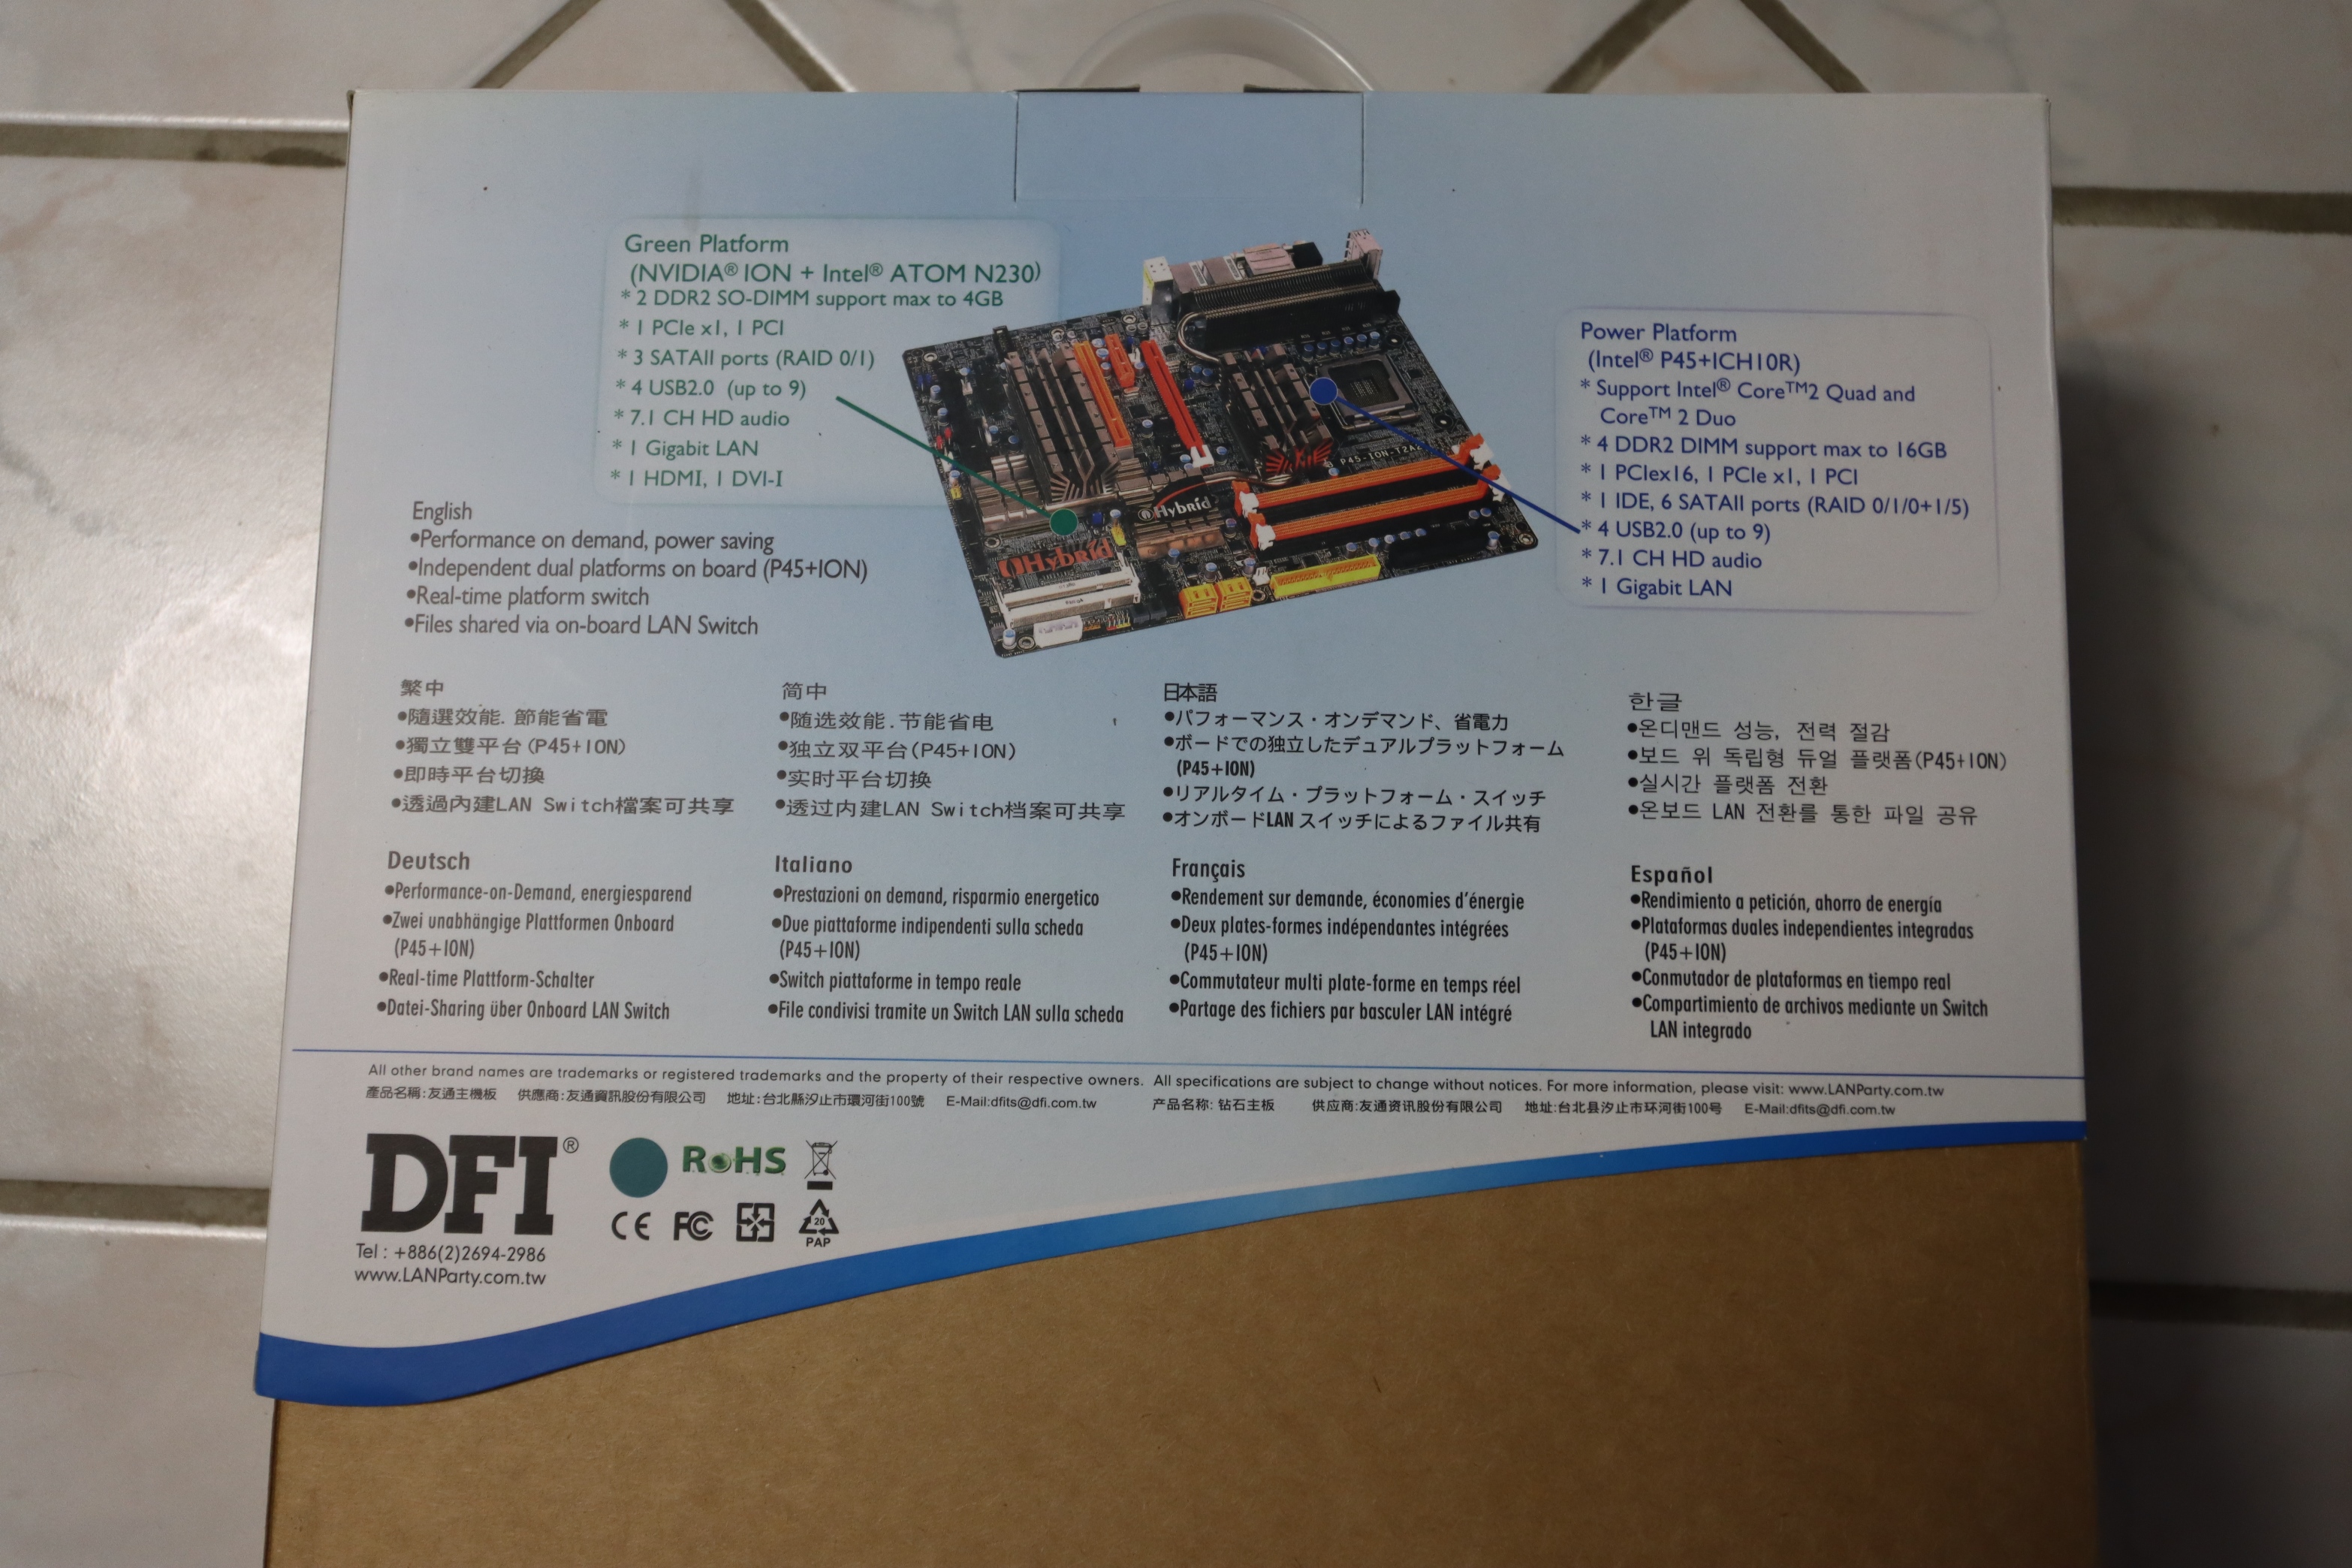 Green Platform
(NVIDIA® ION + Intel® ATOM N230)
* 2 DDR2 SO-DIMM support max to 4GB
* 1 PCIe x1, 1 PCI
* 3 SATAII ports (RAID 0/1)
* 4 USB2.0 (up to 9)
* 7.1 CH HD audio
* 1 Gigabit LAN
* 1 HDMI, 1 DVI-I
Power Platform
(Intel® P45+ICH10R)
* Support Intel® Core™2 Quad and
Core™ 2 Duo
* 4 DDR2 DIMM support max to 16GB
* 1 PCIex16, 1 PCIe x1, 1 PCI
* 1 IDE, 6 SATAII ports (RAID 0/1/0+1/5)
* 4 USB2.0 (up to 9)
* 7.1 CH HD audio
* 1 Gigabit LAN
Hybrid
Hybrid
English
•Performance on demand, power saving
•Independent dual platforms on board (P45+ION)
•Real-time platform switch
•Files shared via on-board LAN Switch
繁中
•隨選效能．節能省電
•獨立雙平台(P45+ION)
•即時平台切換
•透過內建LAN Switch檔案可共享
简中
•随选效能．节能省电
•独立双平台(P45+ION)
•实时平台切換
•透过内建LAN Switch档案可共享
日本語
•パフォーマンス・オンデマンド、省電力
•ボードでの独立したデュアルプラットフォーム
(P45+ION)
•リアルタイム・プラットフォーム・スイッチ
•オンボードLAN スイッチによるファイル共有
한글
•온디맨드 성능, 전력 절감
•보드 위 독립형 듀얼 플랫폼(P45+ION)
•실시간 플랫폼 전환
•온보드 LAN 전환를 통한 파일 공유
Deutsch
•Performance-on-Demand, energiesparend
•Zwei unabhängige Plattformen Onboard
(P45+ION)
•Real-time Plattform-Schalter
•Datei-Sharing über Onboard LAN Switch
Italiano
•Prestazioni on demand, risparmio energetico
•Due piattaforme indipendenti sulla scheda
(P45+ION)
•Switch piattaforme in tempo reale
•File condivisi tramite un Switch LAN sulla scheda
Français
•Rendement sur demande, économies d'énergie
•Deux plates-formes indépendantes intégrées
(P45+ION)
•Commutateur multi plate-forme en temps réel
•Partage des fichiers par basculer LAN intégré
Español
•Rendimiento a petición, ahorro de energía
•Plataformas duales independientes integradas
(P45+ION)
•Conmutador de plataformas en tiempo real
•Compartimiento de archivos mediante un Switch
LAN integrado
All other brand names are trademarks or registered trademarks and the property of their respective owners. All specifications are subject to change without notices. For more information, please visit: www.LANParty.com.tw
產品名稱:友通主機板 供應商:友通資訊股份有限公司 地址:台北縣汐止市環河街100號 E-Mail:dfits@dfi.com.tw 产品名称: 钻石主板 供应商:友通资讯股份有限公司 地址:台北县汐止市环河街100号 E-Mail:dfits@dfi.com.tw
DFI®
Tel : +886(2)2694-2986
www.LANParty.com.tw
RoHS
CE FC
20
PAP